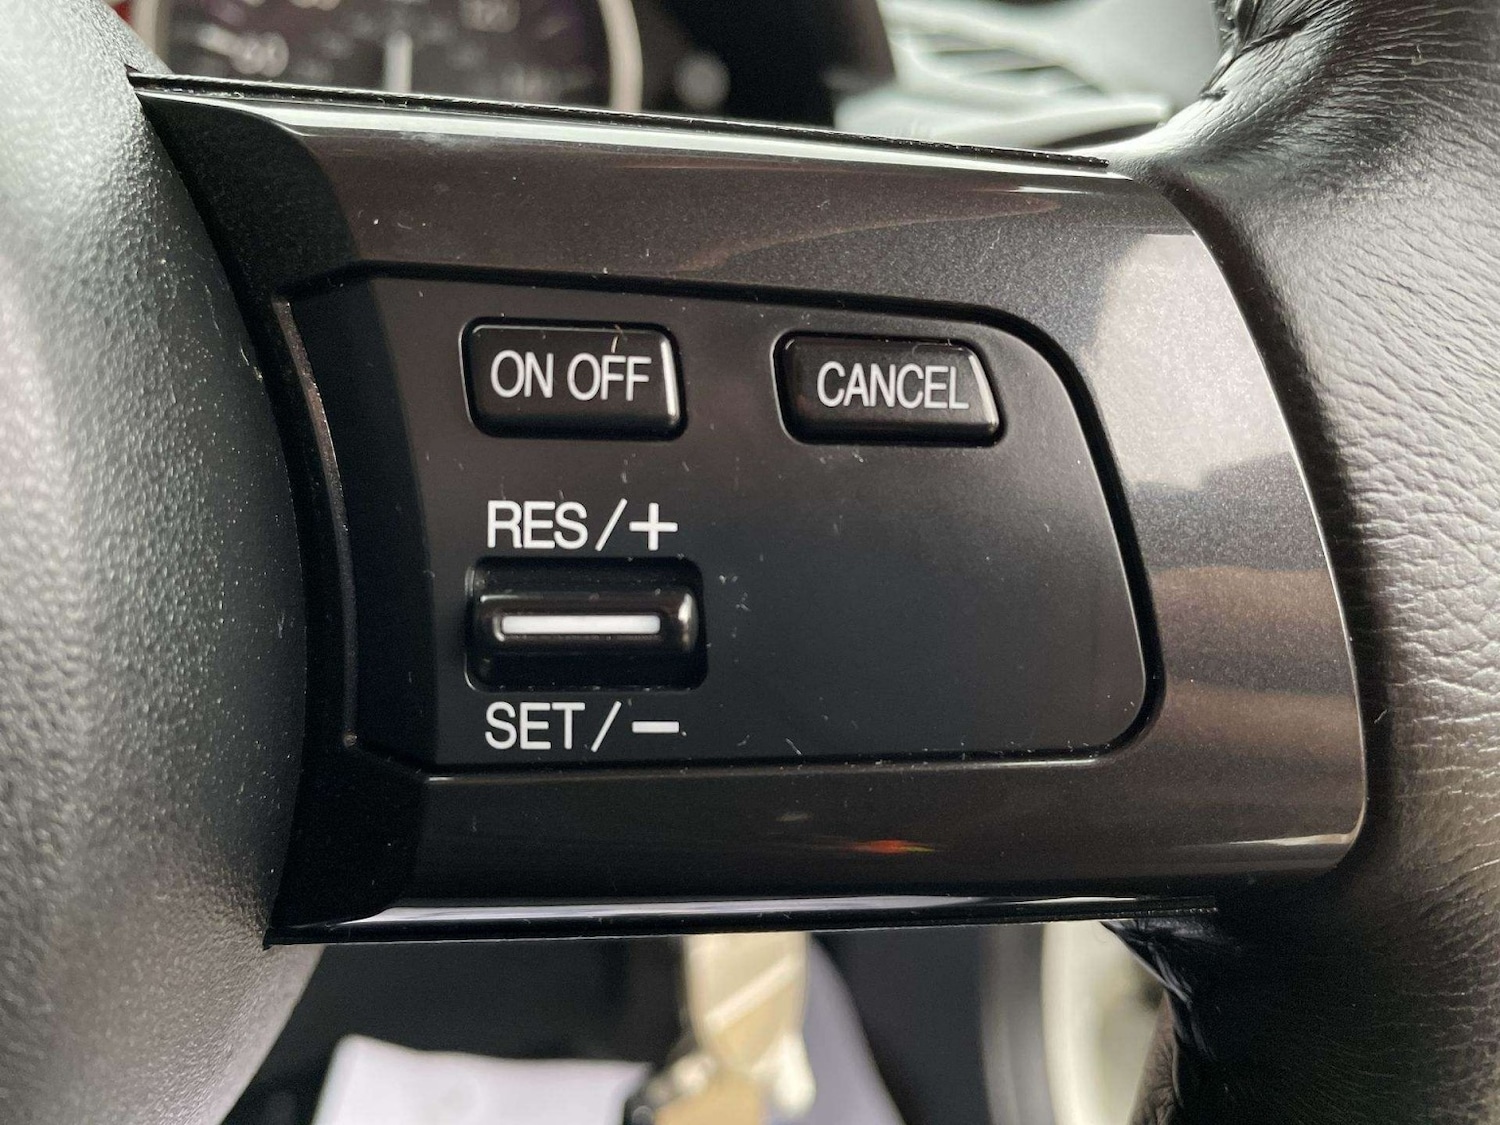 ON OFF
CANCEL
RES/+
SET/−